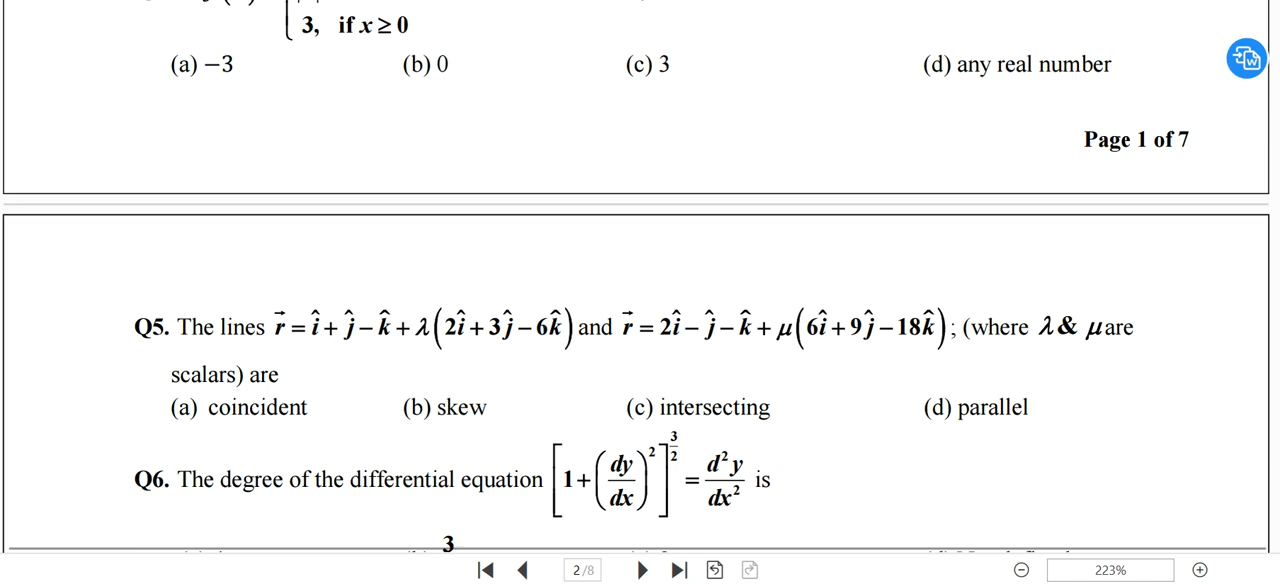 3, if x ≥ 0
(a) −3 (b) 0 (c) 3 (d) any real number
Page 1 of 7
Q5. The lines r⃗ = î + ĵ − k̂ + λ(2î + 3ĵ − 6k̂) and r⃗ = 2î − ĵ − k̂ + μ(6î + 9ĵ − 18k̂); (where λ & μ are
scalars) are
(a) coincident (b) skew (c) intersecting (d) parallel
Q6. The degree of the differential equation [1 + (dy/dx)²]^(3/2) = d²y/dx² is
3
2/8 223%